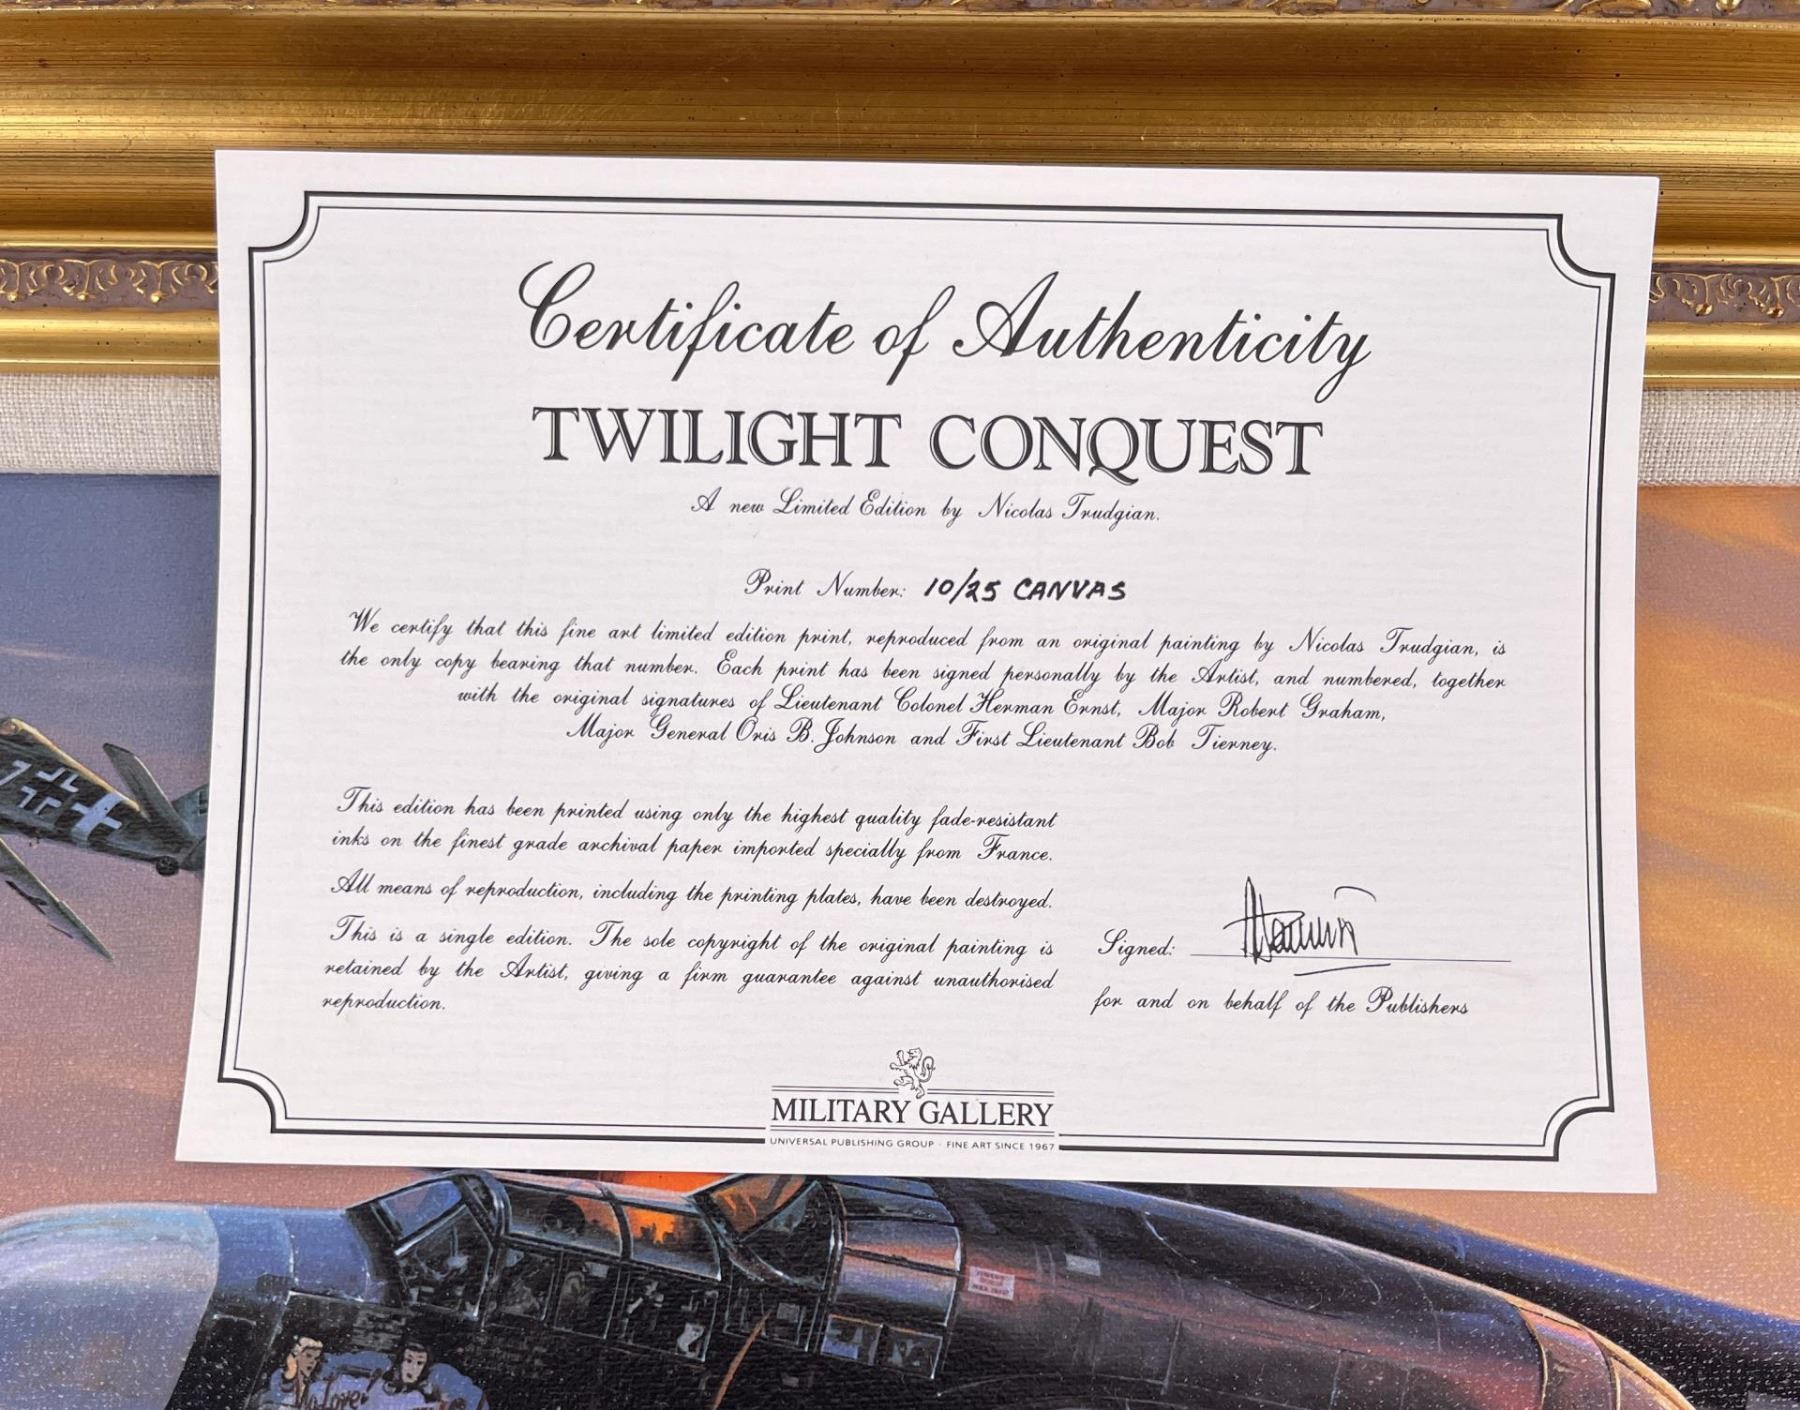 Certificate of Authenticity
TWILIGHT CONQUEST
A new Limited Edition by Nicolas Trudgian.
Print Number: 10/25 CANVAS
We certify that this fine art limited edition print, reproduced from an original painting by Nicolas Trudgian, is
the only copy bearing that number. Each print has been signed personally by the Artist, and numbered, together
with the original signatures of Lieutenant Colonel Herman Ernst, Major Robert Graham,
Major General Oris B. Johnson and First Lieutenant Bob Tierney.
This edition has been printed using only the highest quality fade-resistant
inks on the finest grade archival paper imported specially from France.
All means of reproduction, including the printing plates, have been destroyed.
This is a single edition. The sole copyright of the original painting is
retained by the Artist, giving a firm guarantee against unauthorised
reproduction.
Signed:
for and on behalf of the Publishers
MILITARY GALLERY
UNIVERSAL PUBLISHING GROUP · FINE ART SINCE 1967
No Love!